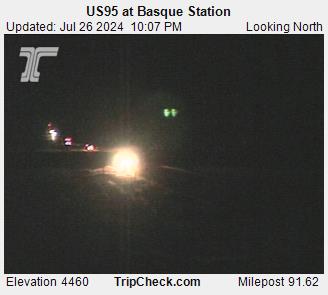 US95 at Basque Station
Updated: Jul 26 2024 10:07 PM Looking North
Elevation 4460 TripCheck.com Milepost 91.62